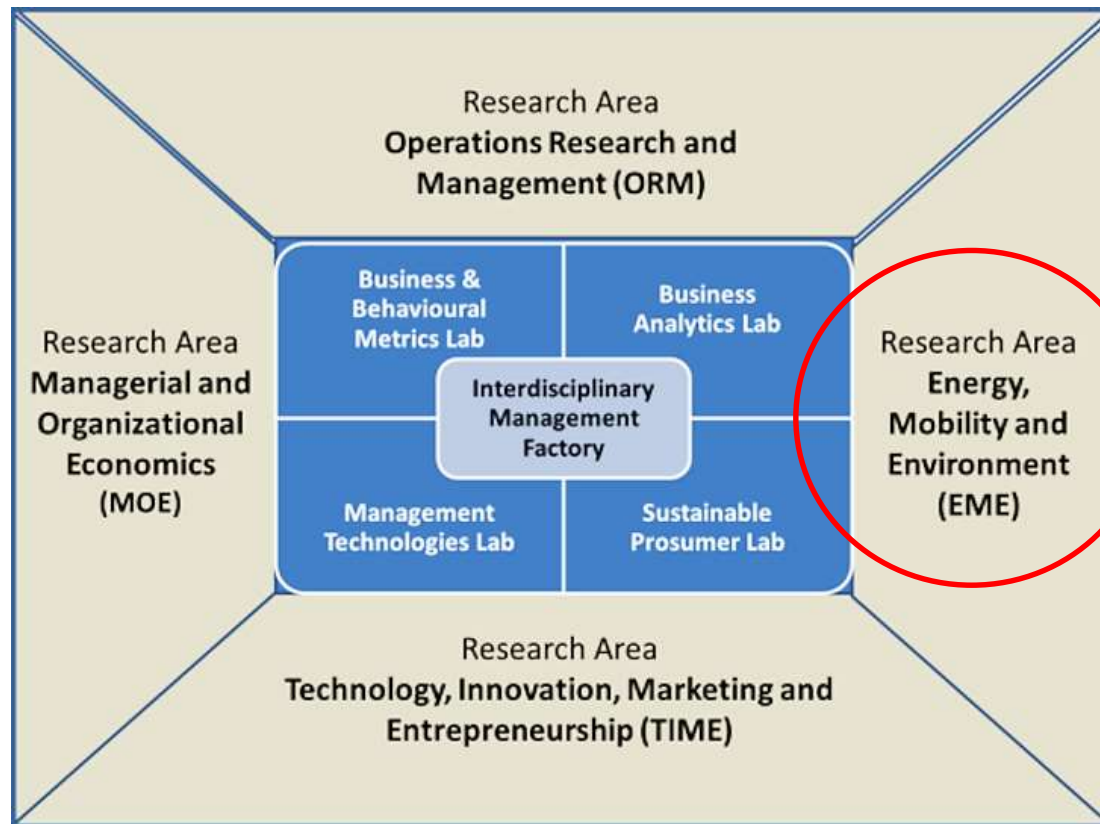 Research Area
Operations Research and
Management (ORM)
Business &
Behavioural
Metrics Lab
Business
Analytics Lab
Research Area
Managerial and
Organizational
Economics
(MOE)
Interdisciplinary
Management
Factory
Research Area
Energy,
Mobility and
Environment
(EME)
Management
Technologies Lab
Sustainable
Prosumer Lab
Research Area
Technology, Innovation, Marketing and
Entrepreneurship (TIME)